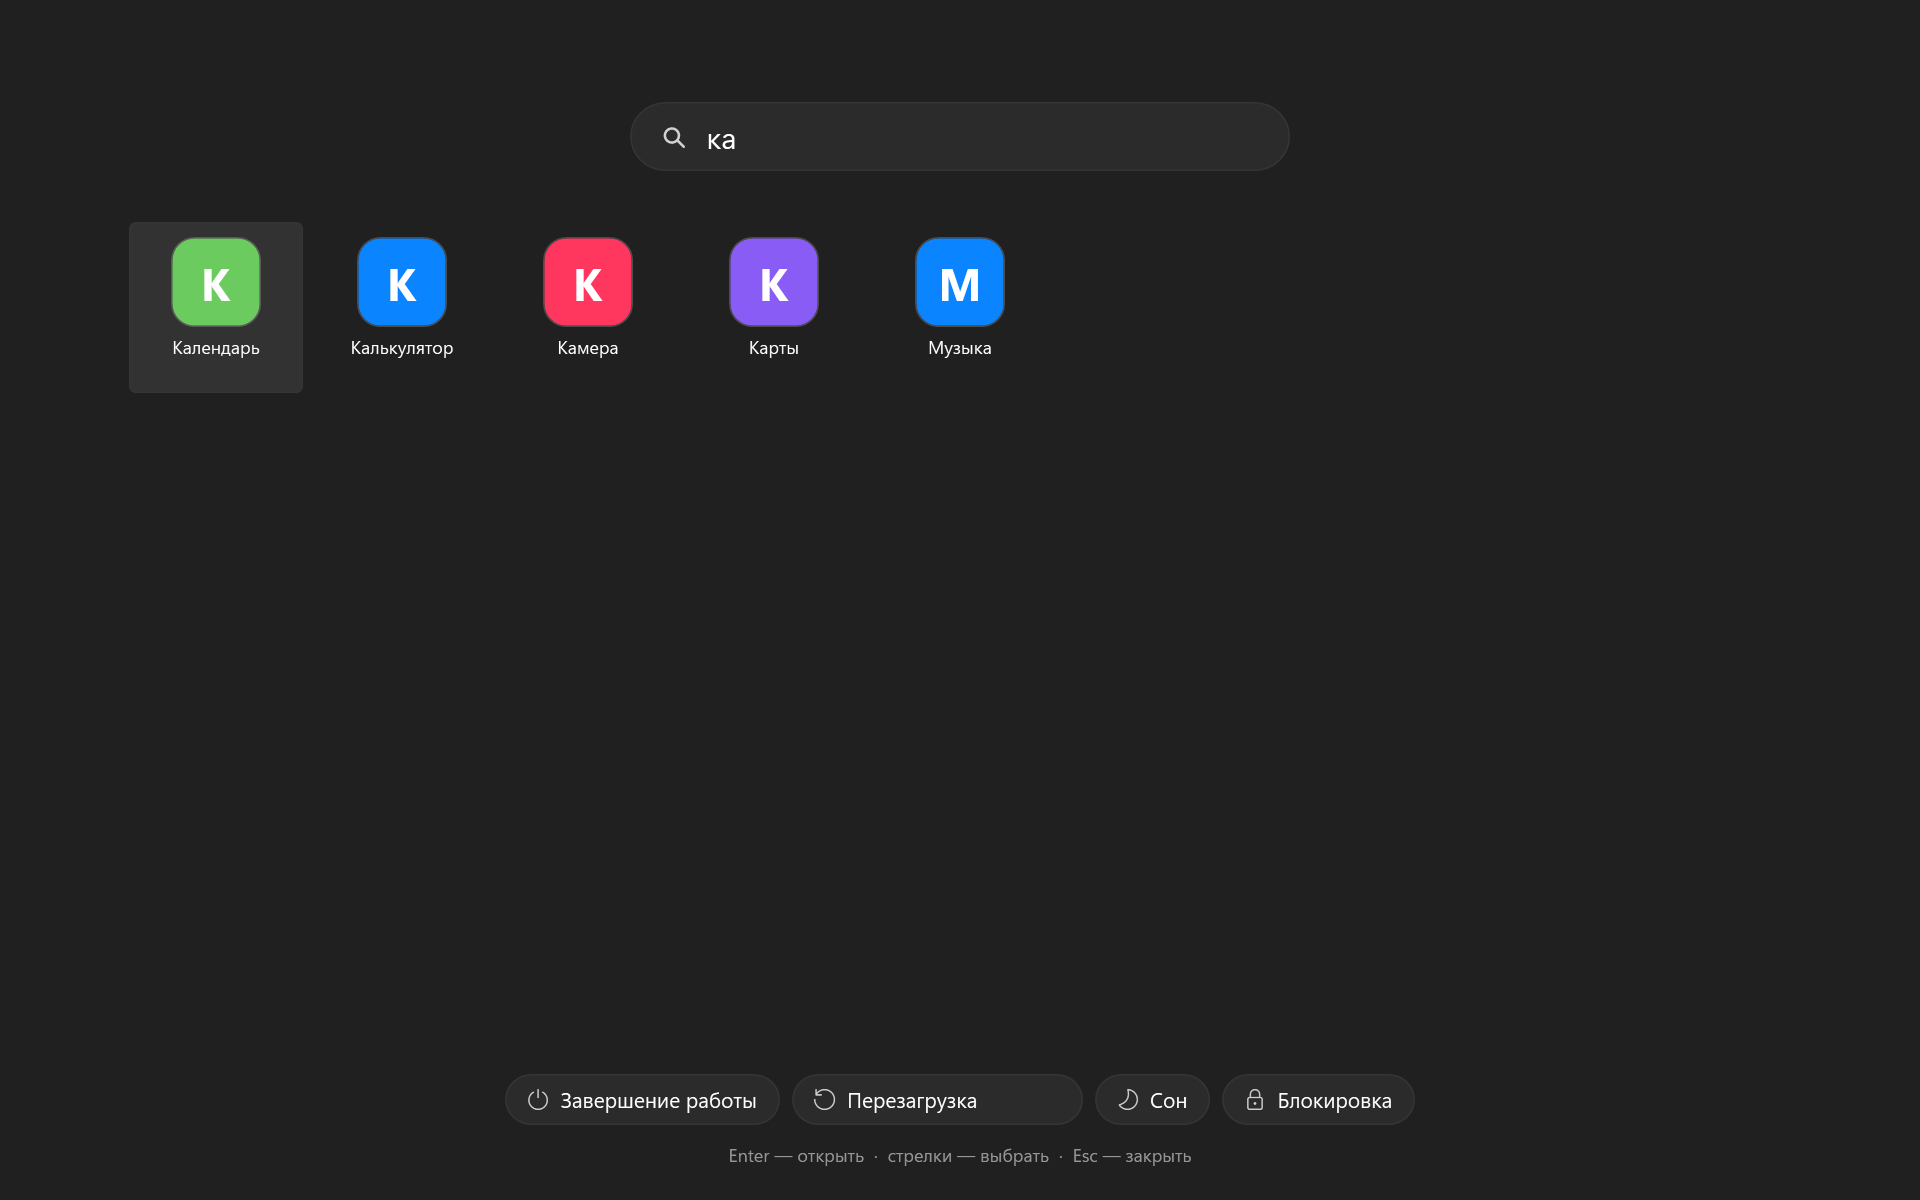 ка
К К К К М
Календарь Калькулятор Камера Карты Музыка
Завершение работы Перезагрузка Сон Блокировка
Enter — открыть · стрелки — выбрать · Esc — закрыть